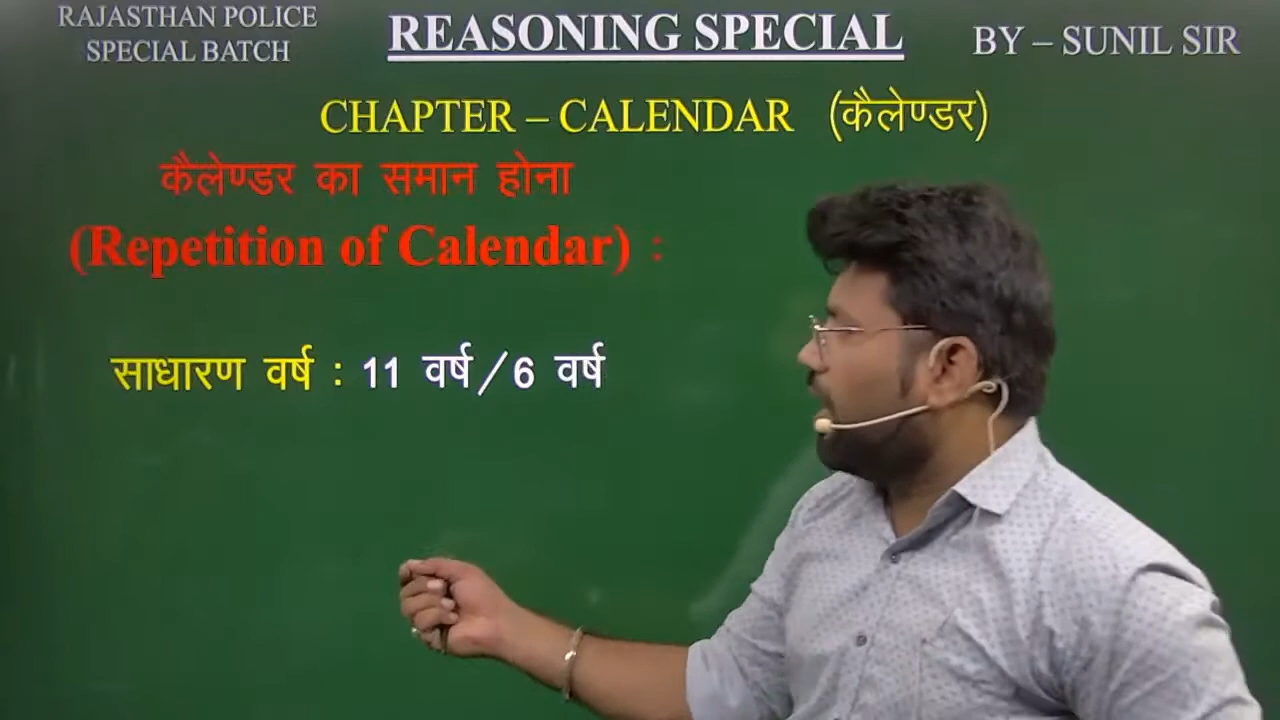 RAJASTHAN POLICE
SPECIAL BATCH
REASONING SPECIAL
BY – SUNIL SIR
CHAPTER – CALENDAR (कैलेण्डर)
कैलेण्डर का समान होना
(Repetition of Calendar) :
साधारण वर्ष : 11 वर्ष/6 वर्ष